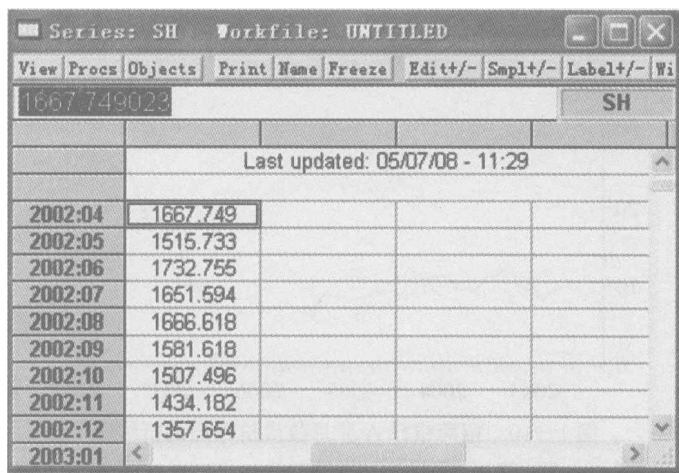 Series: SH Workfile: UNTITLED
View Procs Objects Print Name Freeze Edit+/- Smpl+/- Label+/- Wi
1667.749023 SH
Last updated: 05/07/08 - 11:29
2002:04 1667.749
2002:05 1515.733
2002:06 1732.755
2002:07 1651.594
2002:08 1666.618
2002:09 1581.618
2002:10 1507.496
2002:11 1434.182
2002:12 1357.654
2003:01